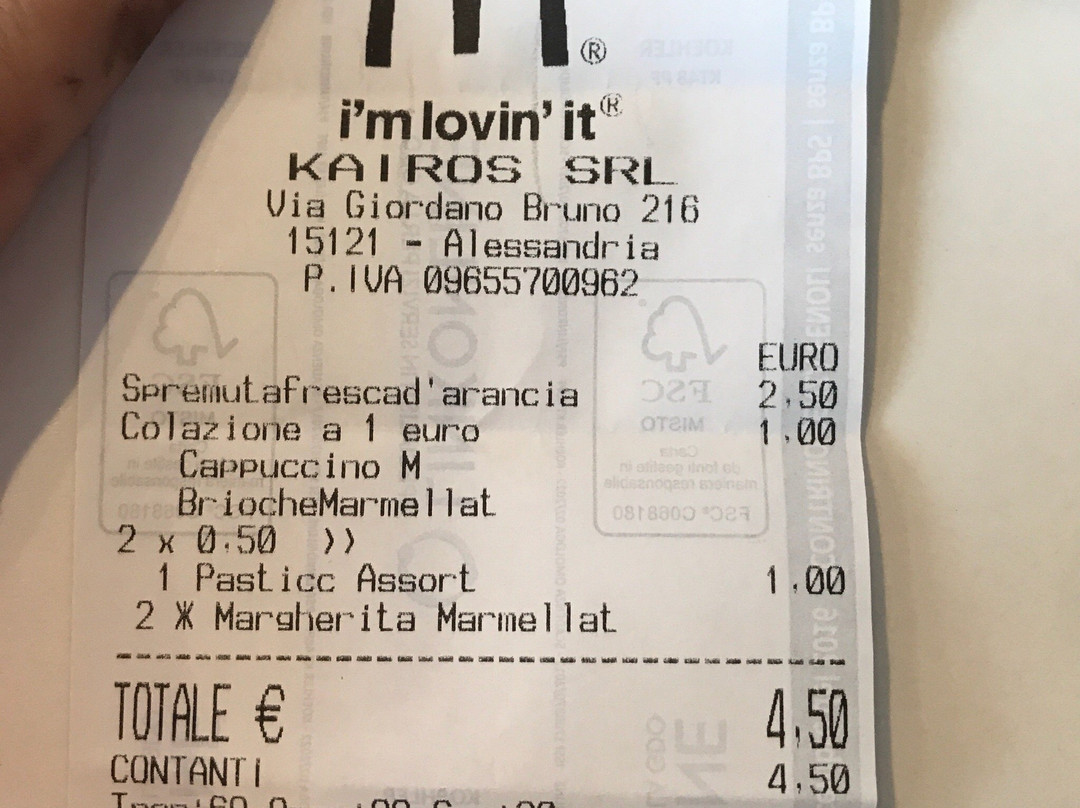 i'm lovin' it®
KAIROS SRL
Via Giordano Bruno 216
15121 - Alessandria
P.IVA 09655700962
EURO
Spremutafrescad'arancia 2,50
Colazione a 1 euro 1,00
Cappuccino M
BriocheMarmellat
2 x 0,50 ⟩⟩
1 Pasticc Assort 1,00
2 Ж Margherita Marmellat
TOTALE € 4,50
CONTANTI 4,50